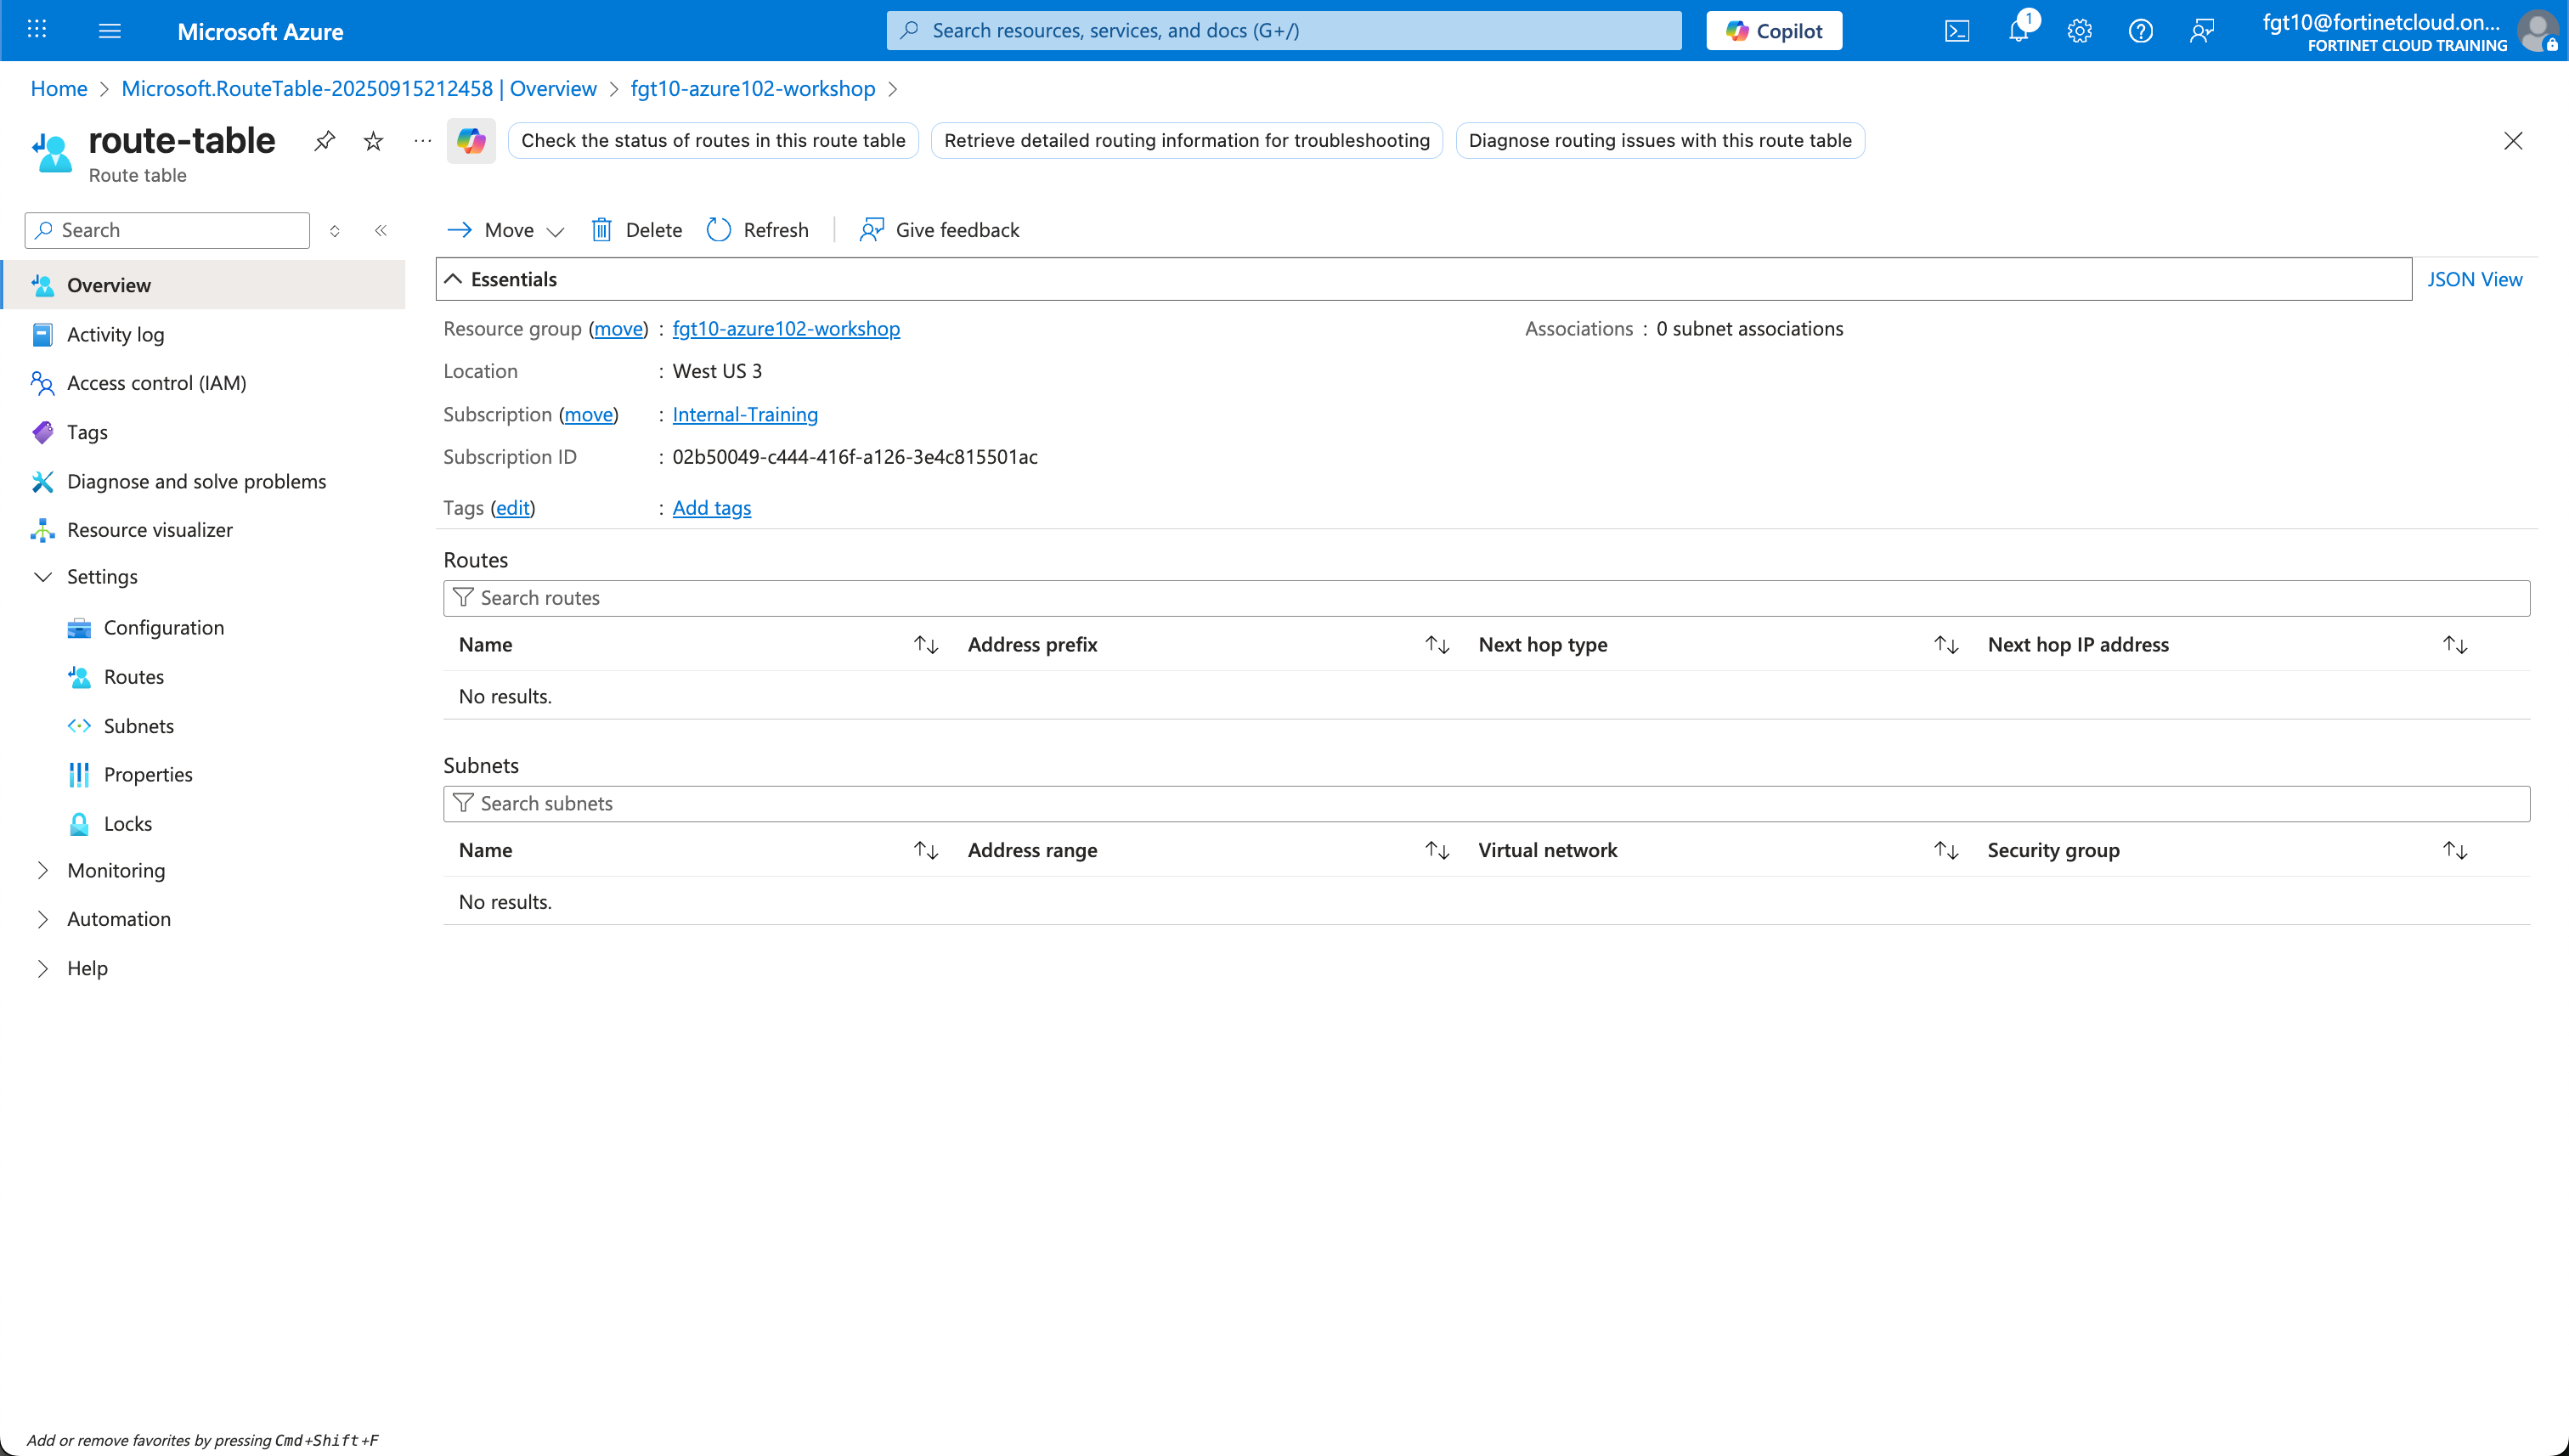 Microsoft Azure
Search resources, services, and docs (G+/)
Copilot
1
fgt10@fortinetcloud.on...
FORTINET CLOUD TRAINING
Home > Microsoft.RouteTable-20250915212458 | Overview > fgt10-azure102-workshop >
route-table
Route table
Check the status of routes in this route table
Retrieve detailed routing information for troubleshooting
Diagnose routing issues with this route table
Search
Overview
Activity log
Access control (IAM)
Tags
Diagnose and solve problems
Resource visualizer
Settings
Configuration
Routes
Subnets
Properties
Locks
Monitoring
Automation
Help
Add or remove favorites by pressing Cmd+Shift+F
Move Delete Refresh Give feedback
Essentials
JSON View
Resource group (move) : fgt10-azure102-workshop
Location : West US 3
Subscription (move) : Internal-Training
Subscription ID : 02b50049-c444-416f-a126-3e4c815501ac
Tags (edit) : Add tags
Associations : 0 subnet associations
Routes
Search routes
Name Address prefix Next hop type Next hop IP address
No results.
Subnets
Search subnets
Name Address range Virtual network Security group
No results.